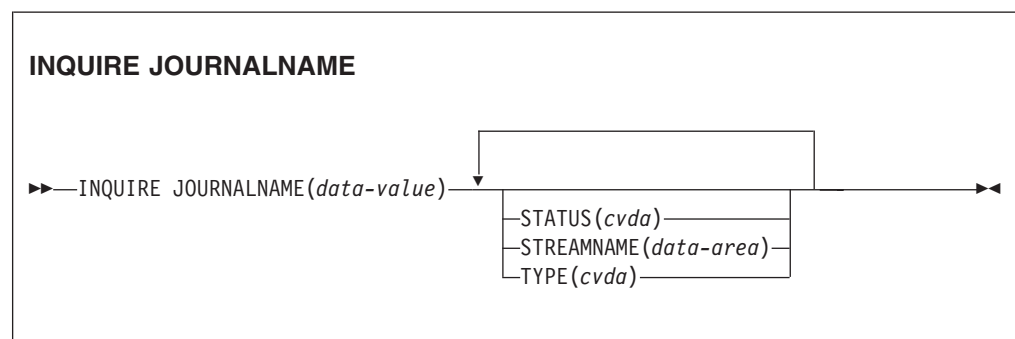 INQUIRE JOURNALNAME
INQUIRE JOURNALNAME(data-value)
STATUS(cvda)
STREAMNAME(data-area)
TYPE(cvda)